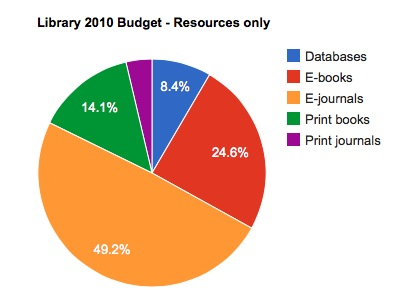 Library 2010 Budget - Resources only
Databases
E-books
E-journals
Print books
Print journals
8.4%
14.1%
24.6%
49.2%